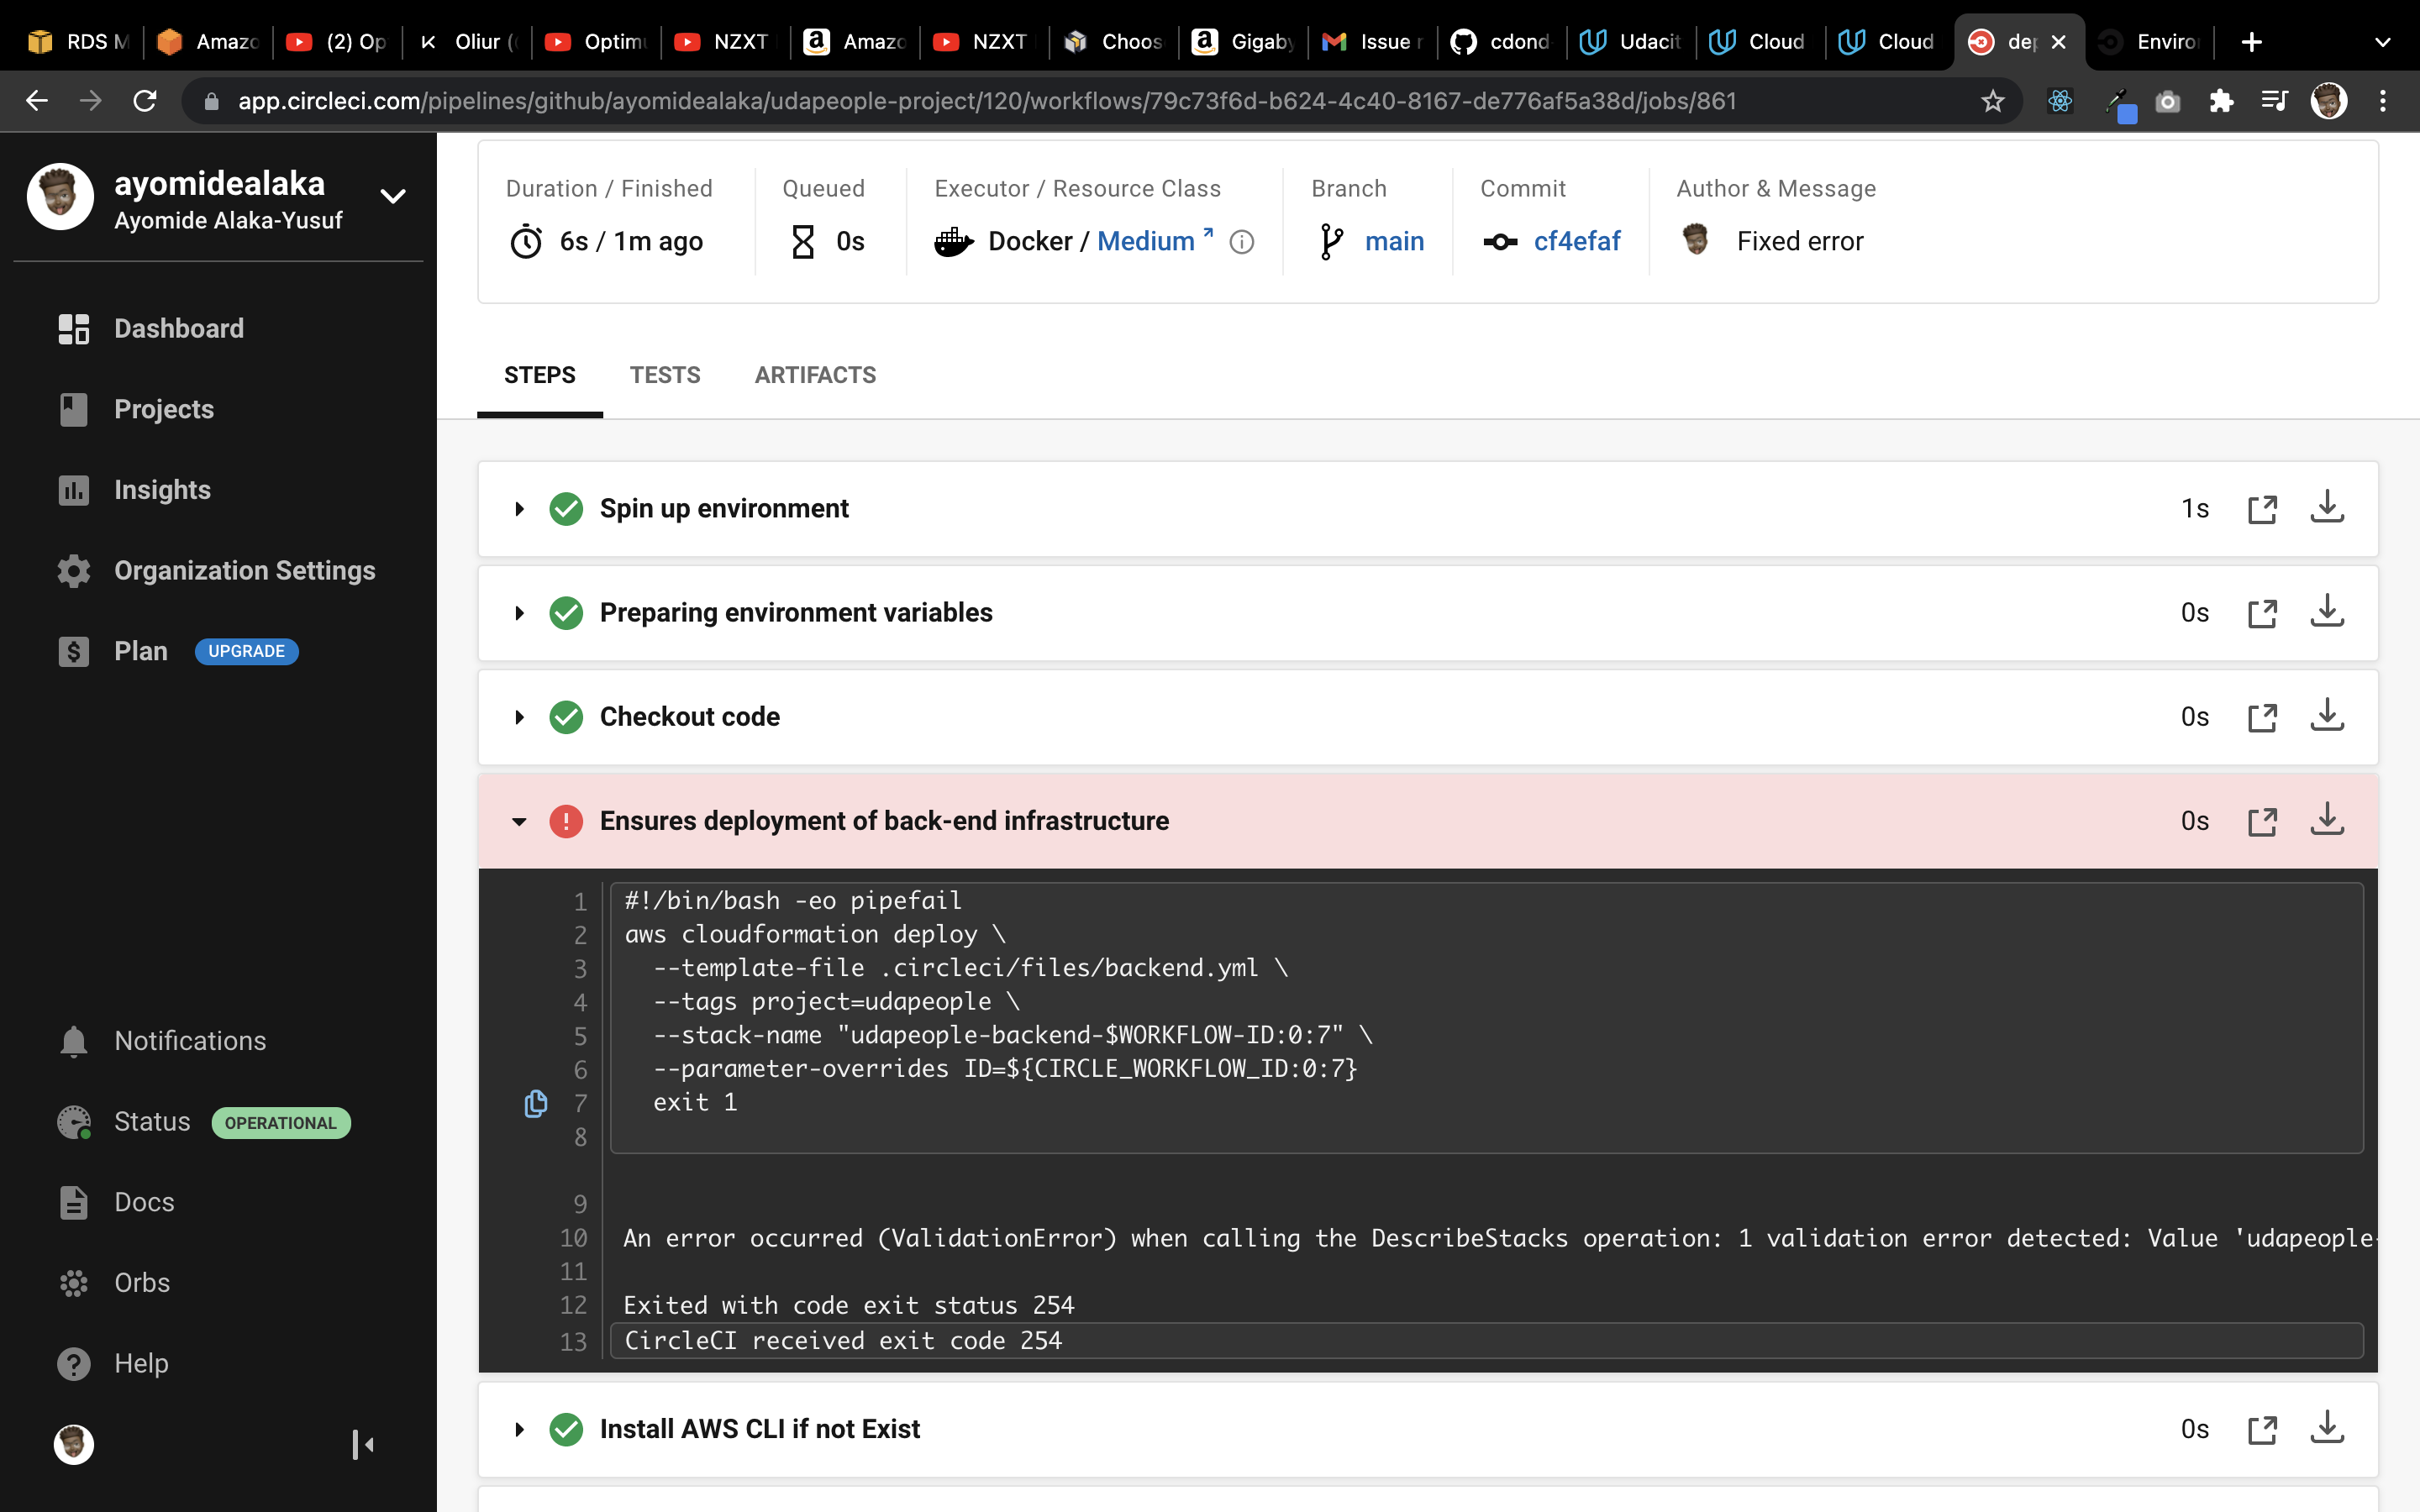 RDS M
Amazo
(2) Op
Oliur (
Optimu
NZXT
Amazo
NZXT
Choos
Gigaby
Issue r
cdond
Udacit
Cloud
Cloud
dep
Enviro
app.circleci.com/pipelines/github/ayomidealaka/udapeople-project/120/workflows/79c73f6d-b624-4c40-8167-de776af5a38d/jobs/861
ayomidealaka
Ayomide Alaka-Yusuf
Dashboard
Projects
Insights
Organization Settings
Plan UPGRADE
Notifications
Status OPERATIONAL
Docs
Orbs
Help
Duration / Finished
6s / 1m ago
Queued
0s
Executor / Resource Class
Docker / Medium
Branch
main
Commit
cf4efaf
Author & Message
Fixed error
STEPS TESTS ARTIFACTS
Spin up environment 1s
Preparing environment variables 0s
Checkout code 0s
Ensures deployment of back-end infrastructure 0s
1 #!/bin/bash -eo pipefail
2 aws cloudformation deploy \
3 --template-file .circleci/files/backend.yml \
4 --tags project=udapeople \
5 --stack-name "udapeople-backend-$WORKFLOW-ID:0:7" \
6 --parameter-overrides ID=${CIRCLE_WORKFLOW_ID:0:7}
7 exit 1
8
9
10 An error occurred (ValidationError) when calling the DescribeStacks operation: 1 validation error detected: Value 'udapeople-
11
12 Exited with code exit status 254
13 CircleCI received exit code 254
Install AWS CLI if not Exist 0s